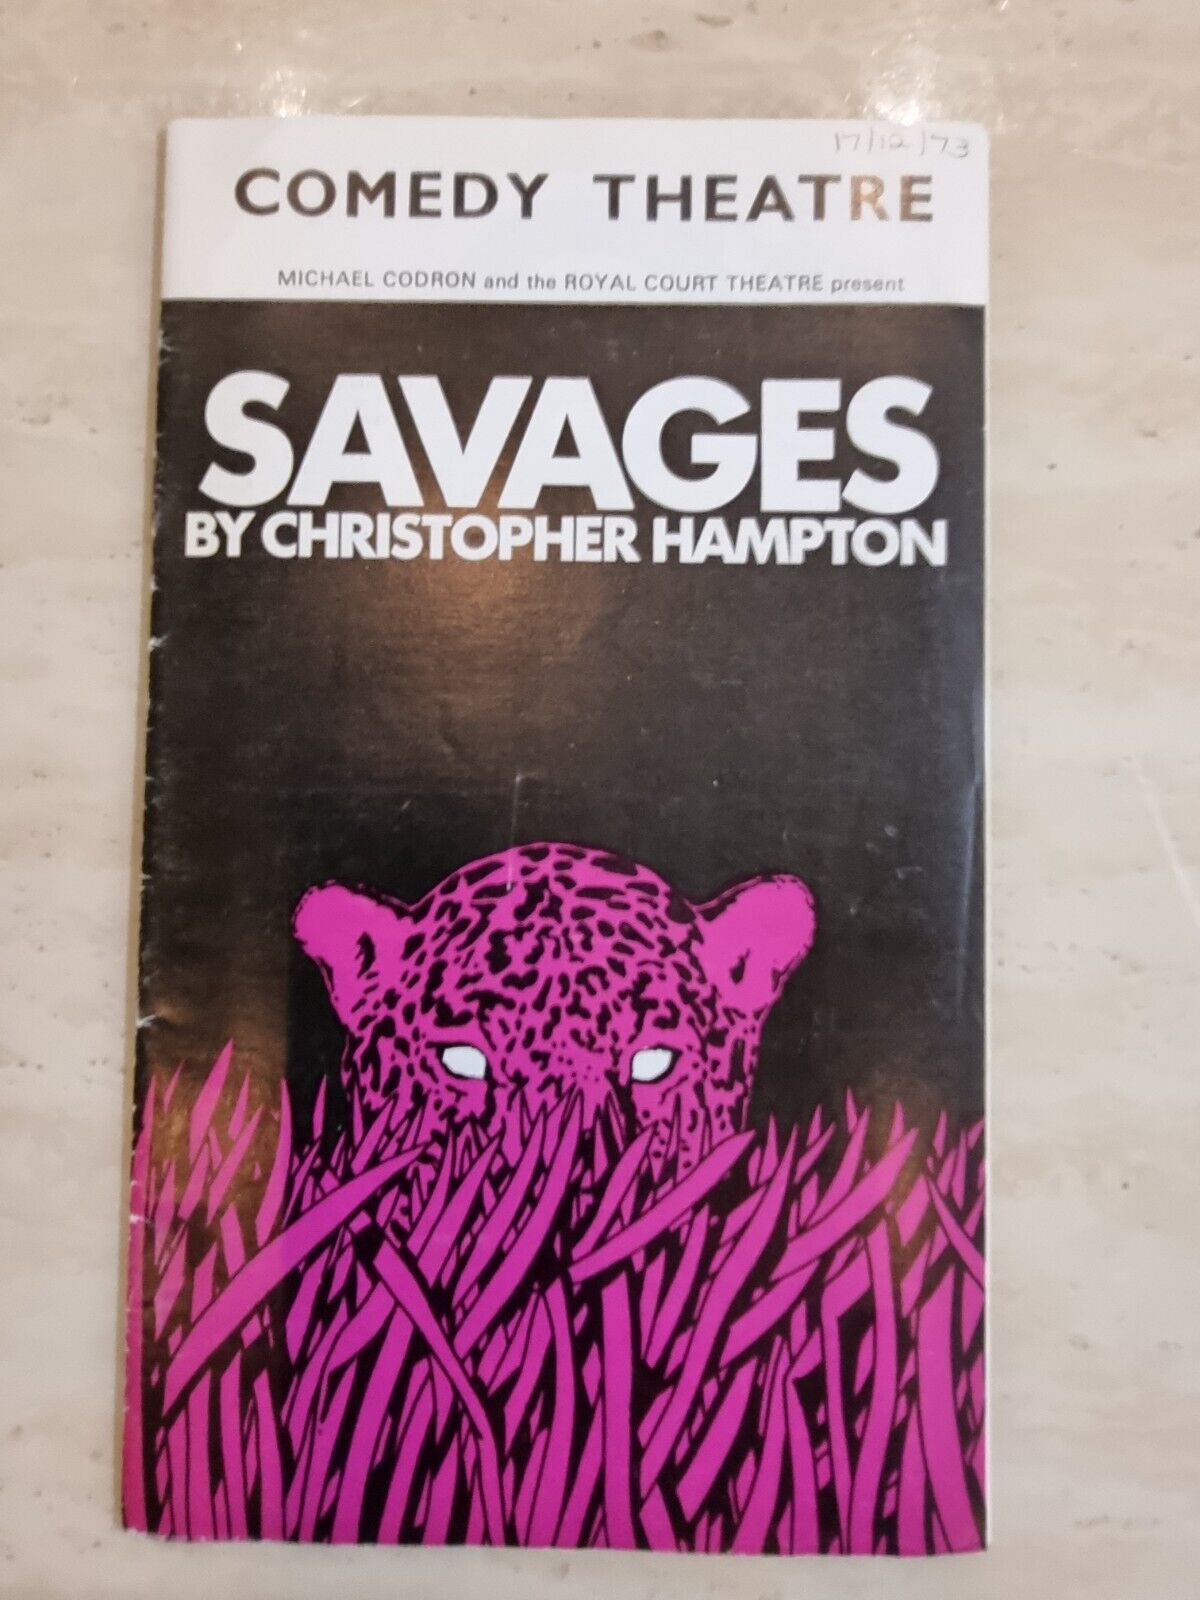 17/12/73
COMEDY THEATRE
MICHAEL CODRON and the ROYAL COURT THEATRE present
SAVAGES
BY CHRISTOPHER HAMPTON